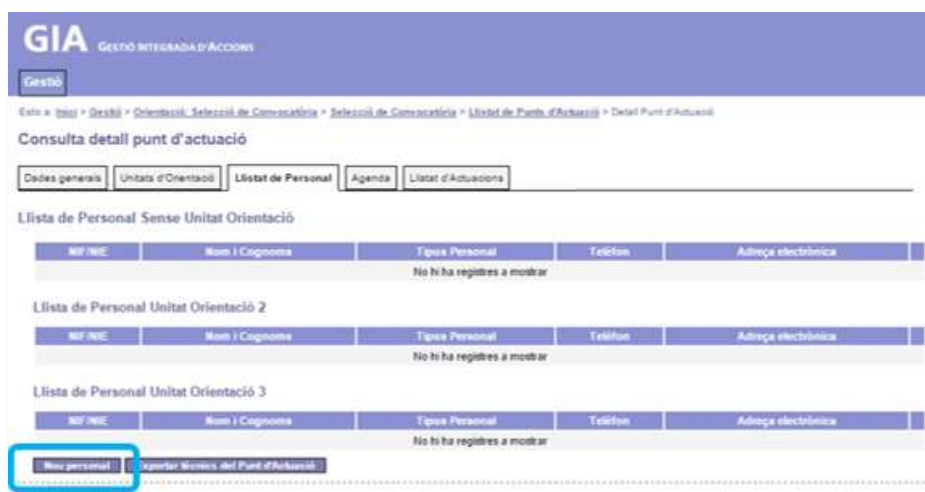 GIA GESTIÓ INTEGRADA D'ACCIONS
Gestió
Esto a: Inici > Gestió > Orientació: Selecció de Convocatòria > Selecció de Convocatòria > Llistat de Punts d'Actuació > Detall Punt d'Actuació
Consulta detall punt d'actuació
Dades generals Unitats d'Orientació Llistat de Personal Agenda Llistat d'Actuacions
Llista de Personal Sense Unitat Orientació
NIF/NIE Nom i Cognoms Tipus Personal Telèfon Adreça electrònica
No hi ha registres a mostrar
Llista de Personal Unitat Orientació 2
NIF/NIE Nom i Cognoms Tipus Personal Telèfon Adreça electrònica
No hi ha registres a mostrar
Llista de Personal Unitat Orientació 3
NIF/NIE Nom i Cognoms Tipus Personal Telèfon Adreça electrònica
No hi ha registres a mostrar
Nou personal Exportar tècnics del Punt d'Actuació